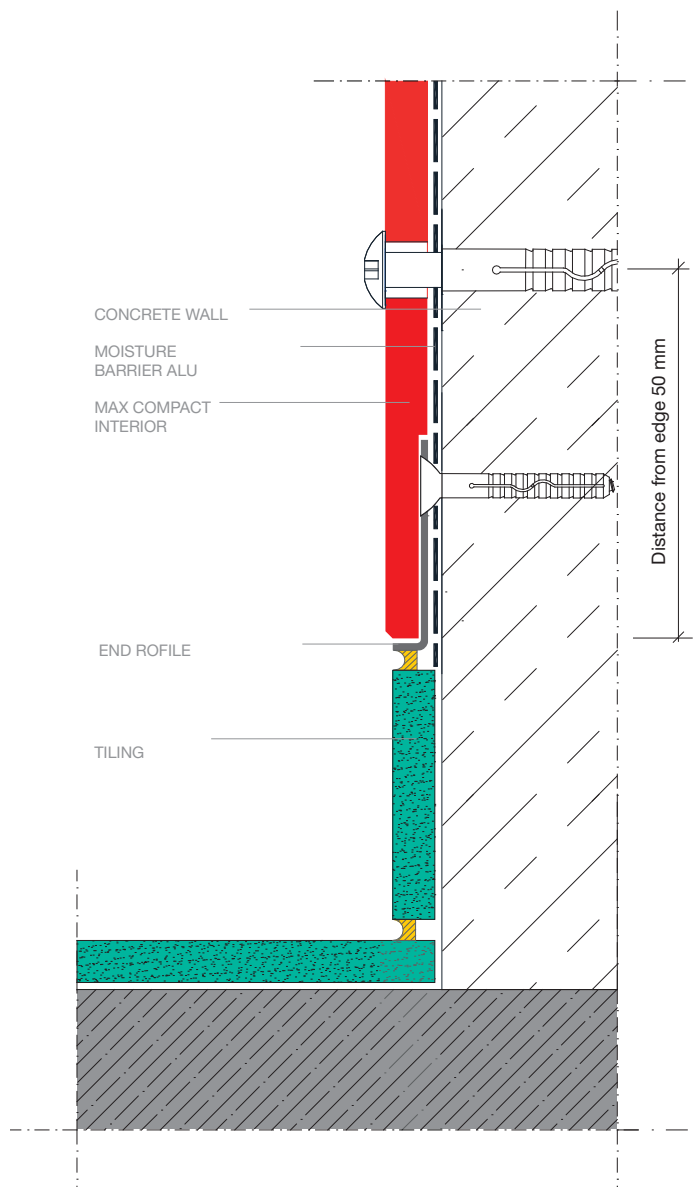 CONCRETE WALL
MOISTURE
BARRIER ALU
MAX COMPACT
INTERIOR
Distance from edge 50 mm
END ROFILE
TILING